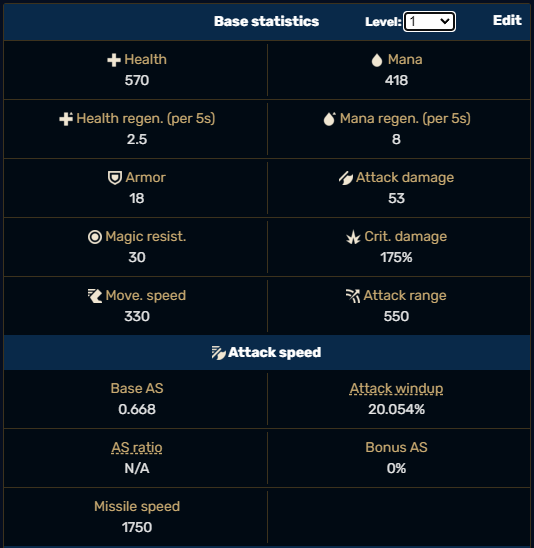 Base statistics Level: 1 Edit
Health Mana
570 418
Health regen. (per 5s) Mana regen. (per 5s)
2.5 8
Armor Attack damage
18 53
Magic resist. Crit. damage
30 175%
Move. speed Attack range
330 550
Attack speed
Base AS Attack windup
0.668 20.054%
AS ratio Bonus AS
N/A 0%
Missile speed
1750